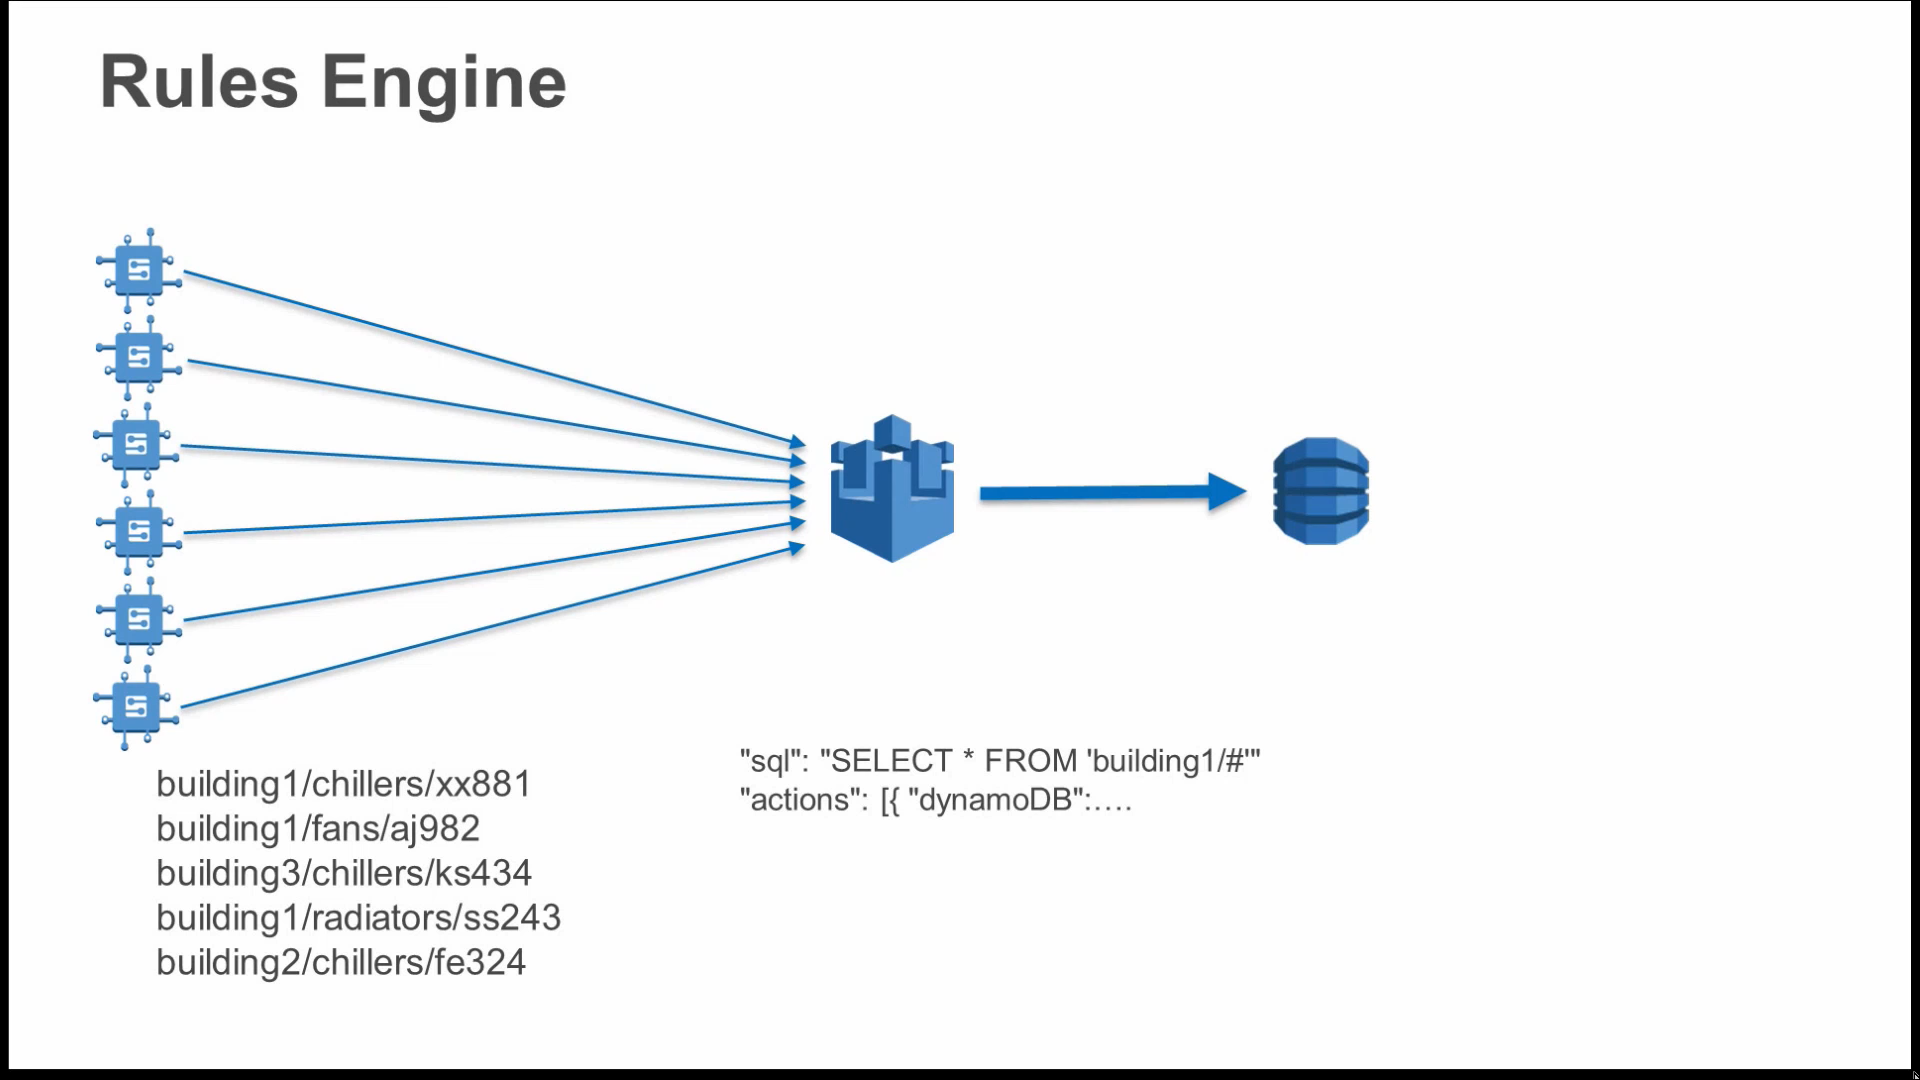 Rules Engine
building1/chillers/xx881
building1/fans/aj982
building3/chillers/ks434
building1/radiators/ss243
building2/chillers/fe324
"sql": "SELECT * FROM 'building1/#'"
"actions": [{ "dynamoDB":….